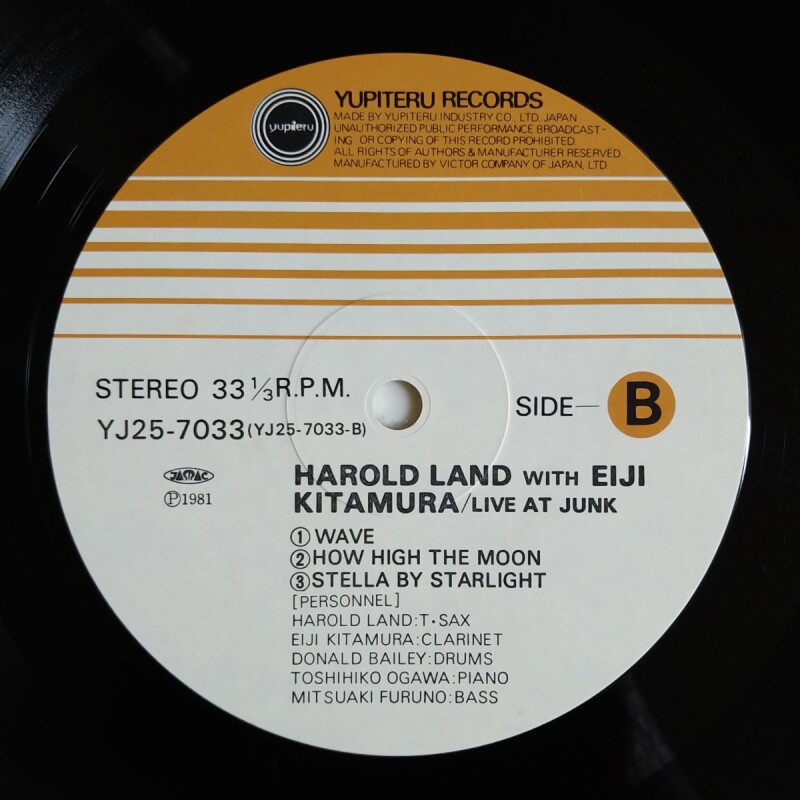 yupiteru
YUPITERU RECORDS
MADE BY YUPITERU INDUSTRY CO., LTD. JAPAN
UNAUTHORIZED PUBLIC PERFORMANCE BROADCAST-
ING OR COPYING OF THIS RECORD PROHIBITED
ALL RIGHTS OF AUTHORS & MANUFACTURER RESERVED
MANUFACTURED BY VICTOR COMPANY OF JAPAN, LTD.
STEREO 33 1/3 R.P.M.
SIDE— B
YJ25-7033 (YJ25-7033-B)
JASRAC
Ⓟ1981
HAROLD LAND WITH EIJI
KITAMURA/LIVE AT JUNK
① WAVE
② HOW HIGH THE MOON
③ STELLA BY STARLIGHT
[PERSONNEL]
HAROLD LAND:T•SAX
EIJI KITAMURA:CLARINET
DONALD BAILEY:DRUMS
TOSHIHIKO OGAWA:PIANO
MITSUAKI FURUNO:BASS